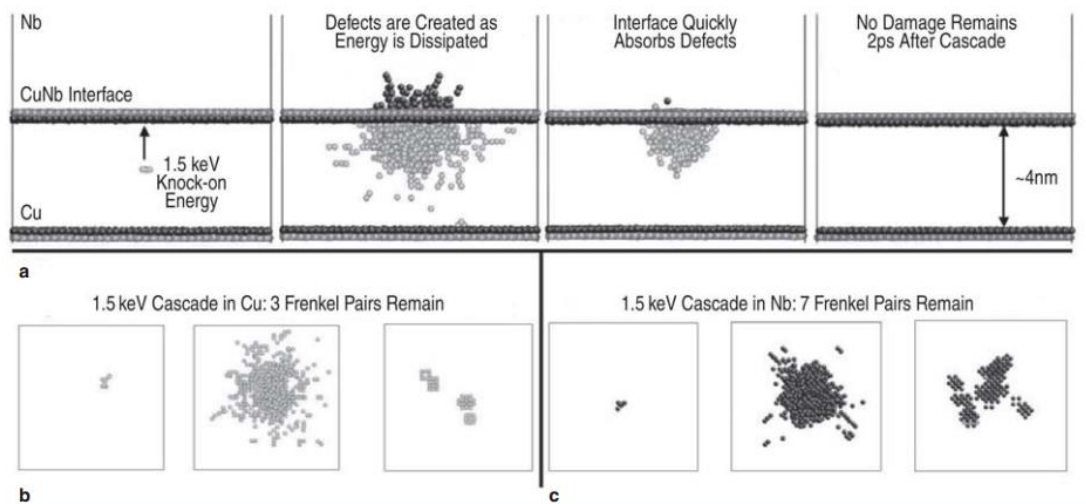 Nb
CuNb Interface
1.5 keV
Knock-on
Energy
Cu
Defects are Created as
Energy is Dissipated
Interface Quickly
Absorbs Defects
No Damage Remains
2ps After Cascade
~4nm
a
1.5 keV Cascade in Cu: 3 Frenkel Pairs Remain
b
1.5 keV Cascade in Nb: 7 Frenkel Pairs Remain
c